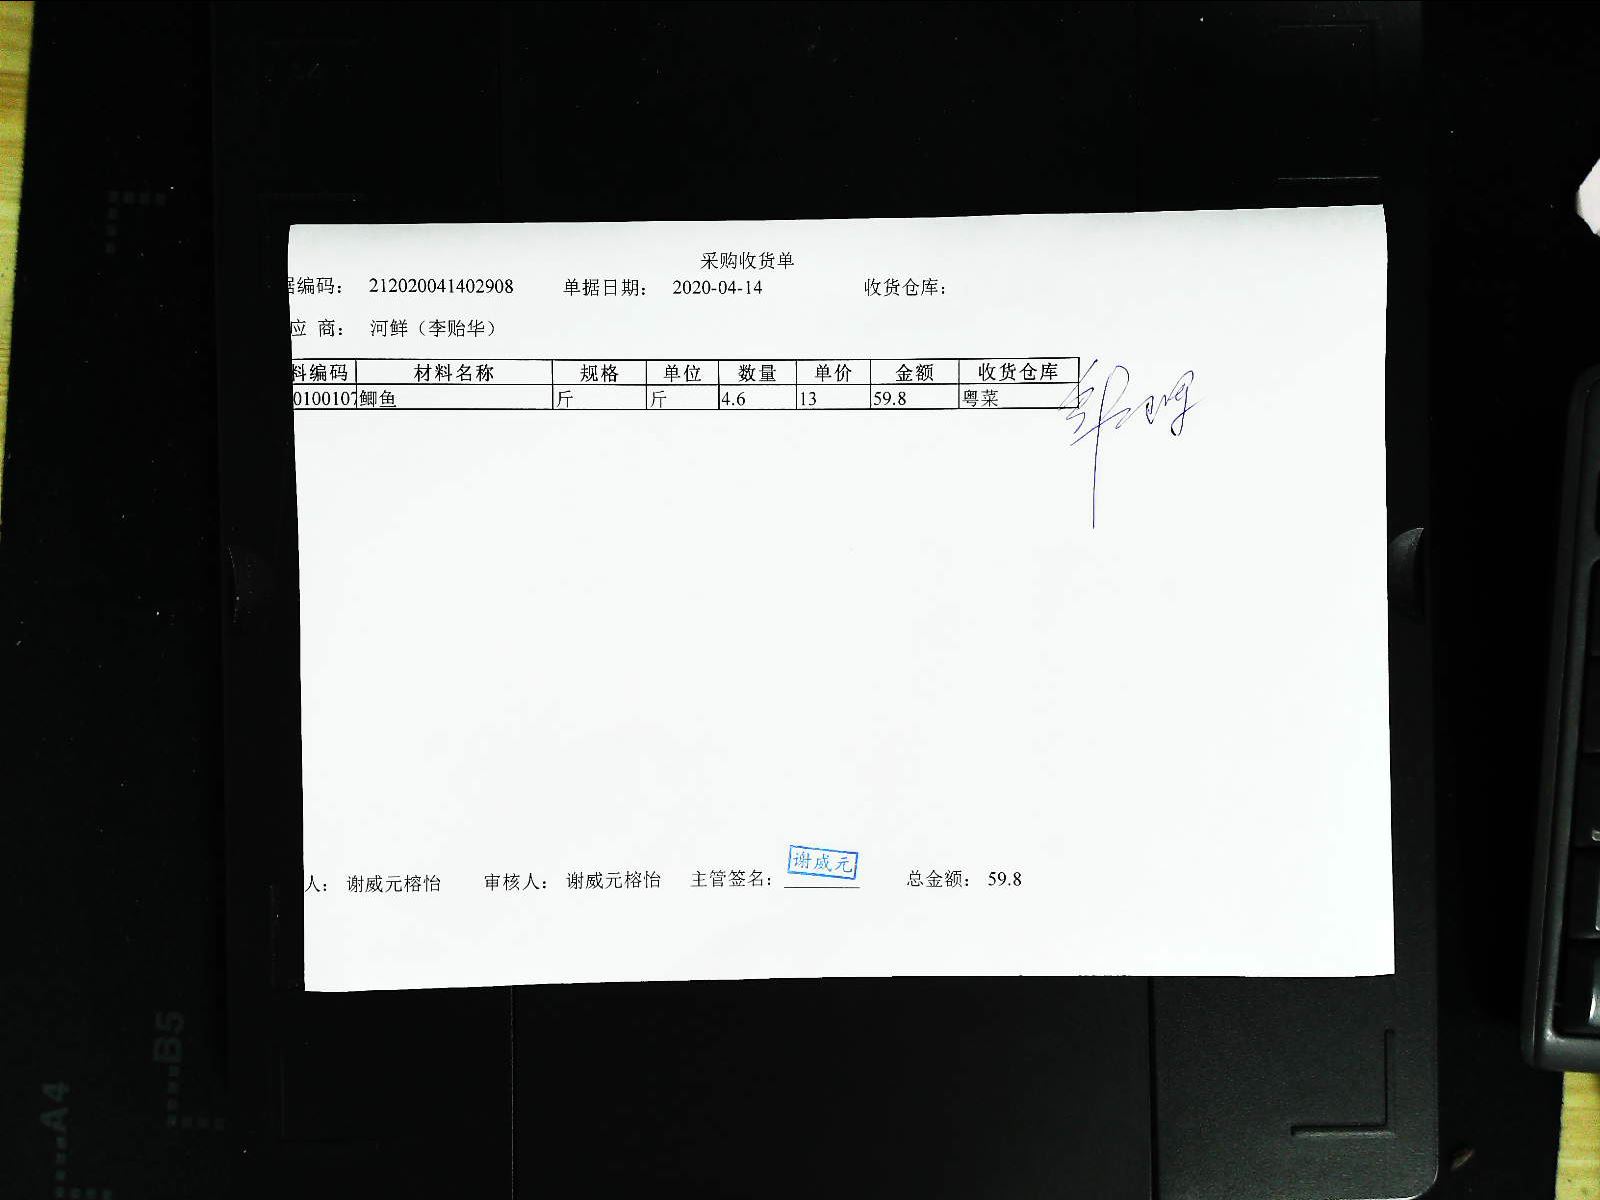 采购收货单
据编码： 212020041402908 单据日期： 2020-04-14 收货仓库：
应 商： 河鲜（李贻华）
料编码 材料名称 规格 单位 数量 单价 金额 收货仓库
0100107 鲫鱼 斤 斤 4.6 13 59.8 粤菜
谢威元
人： 谢威元榕怡 审核人： 谢威元榕怡 主管签名： 总金额： 59.8
B5
A4